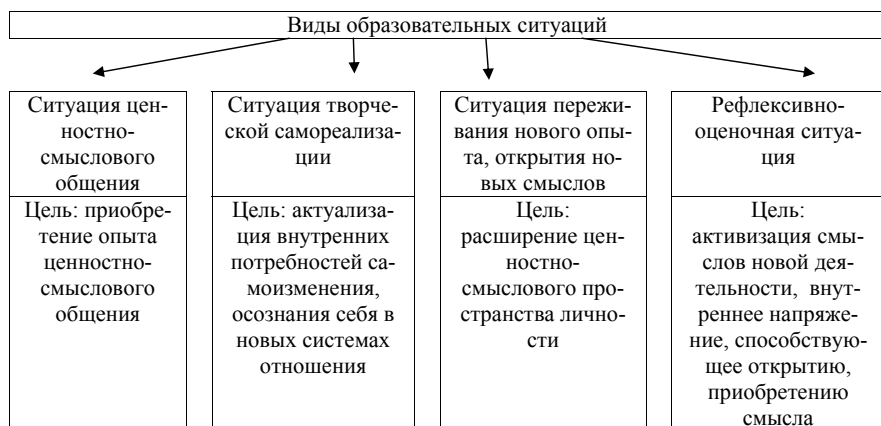 Виды образовательных ситуаций
Ситуация цен-
ностно-
смыслового
общения
Цель: приобре-
тение опыта
ценностно-
смыслового
общения
Ситуация творче-
ской самореализа-
ции
Цель: актуализа-
ция внутренних
потребностей са-
моизменения,
осознания себя в
новых системах
отношения
Ситуация пережи-
вания нового опы-
та, открытия но-
вых смыслов
Цель:
расширение цен-
ностно-
смыслового про-
странства лично-
сти
Рефлексивно-
оценочная ситуа-
ция
Цель:
активизация смы-
слов новой дея-
тельности, внут-
реннее напряже-
ние, способствую-
щее открытию,
приобретению
смысла